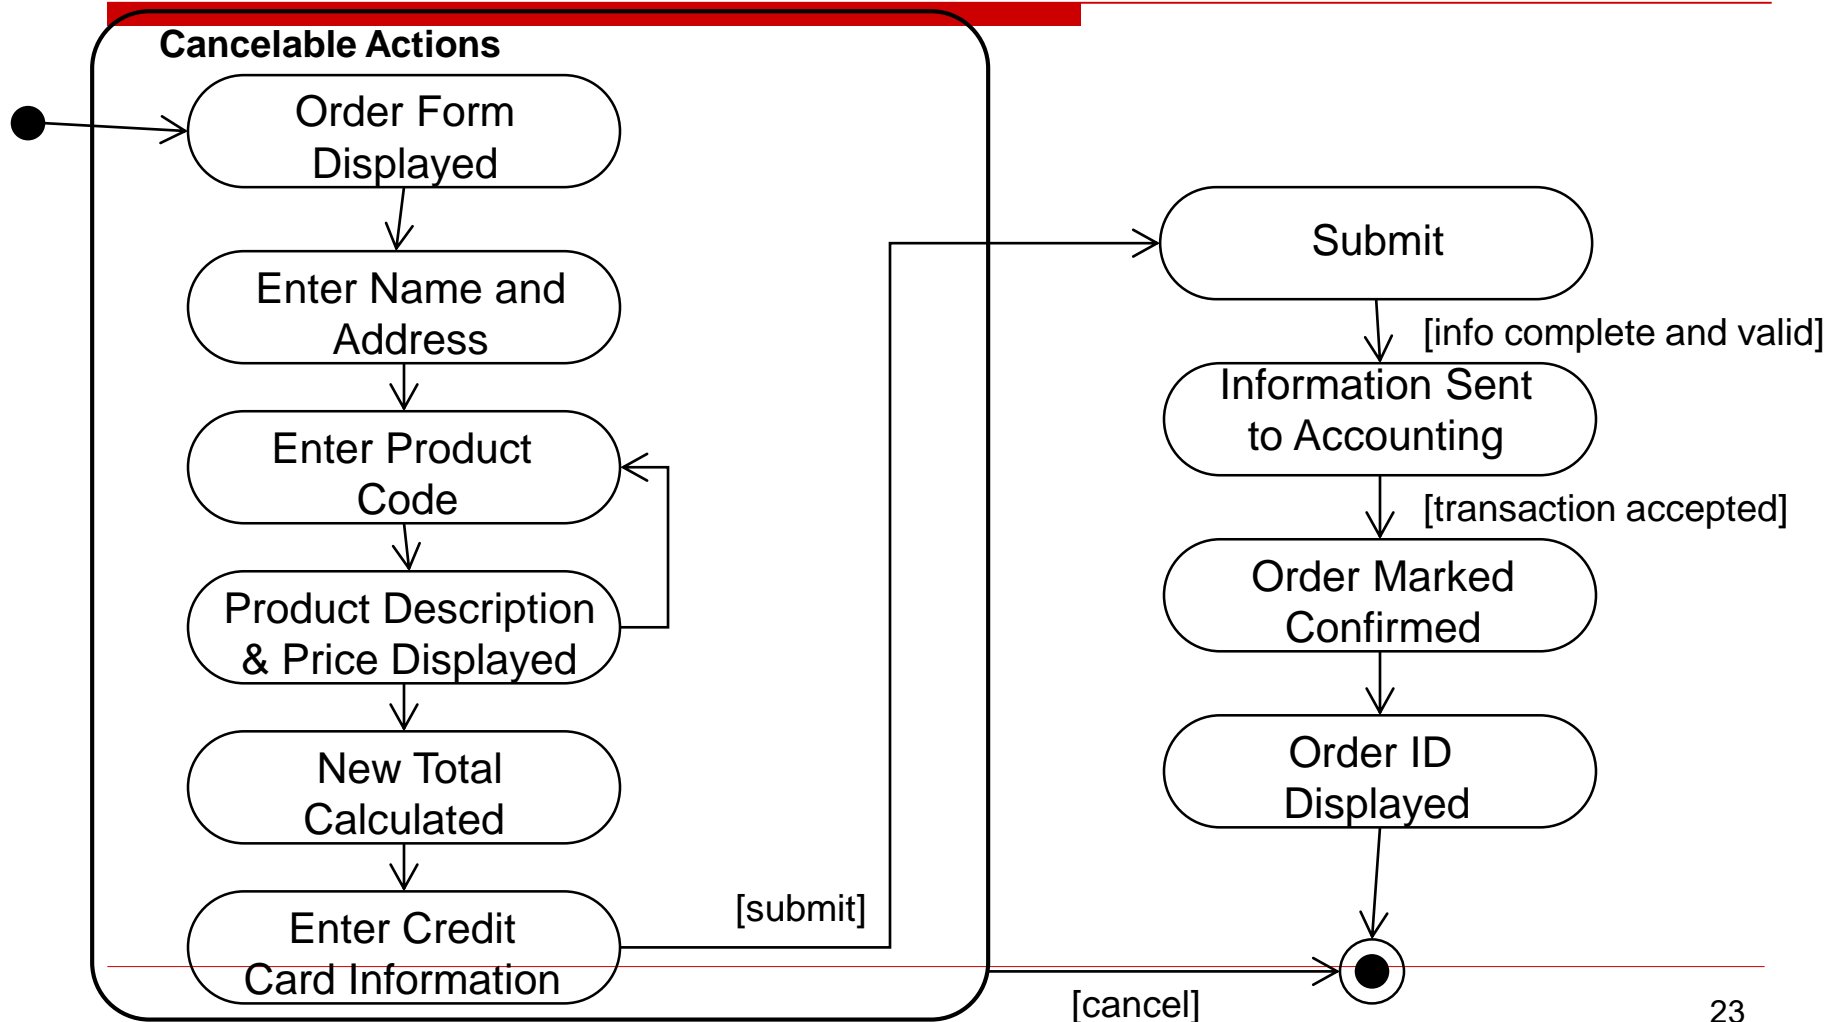 Cancelable Actions
Order Form
Displayed
Enter Name and
Address
Enter Product
Code
Product Description
& Price Displayed
New Total
Calculated
Enter Credit
Card Information
[submit]
[cancel]
Submit
[info complete and valid]
Information Sent
to Accounting
[transaction accepted]
Order Marked
Confirmed
Order ID
Displayed
23